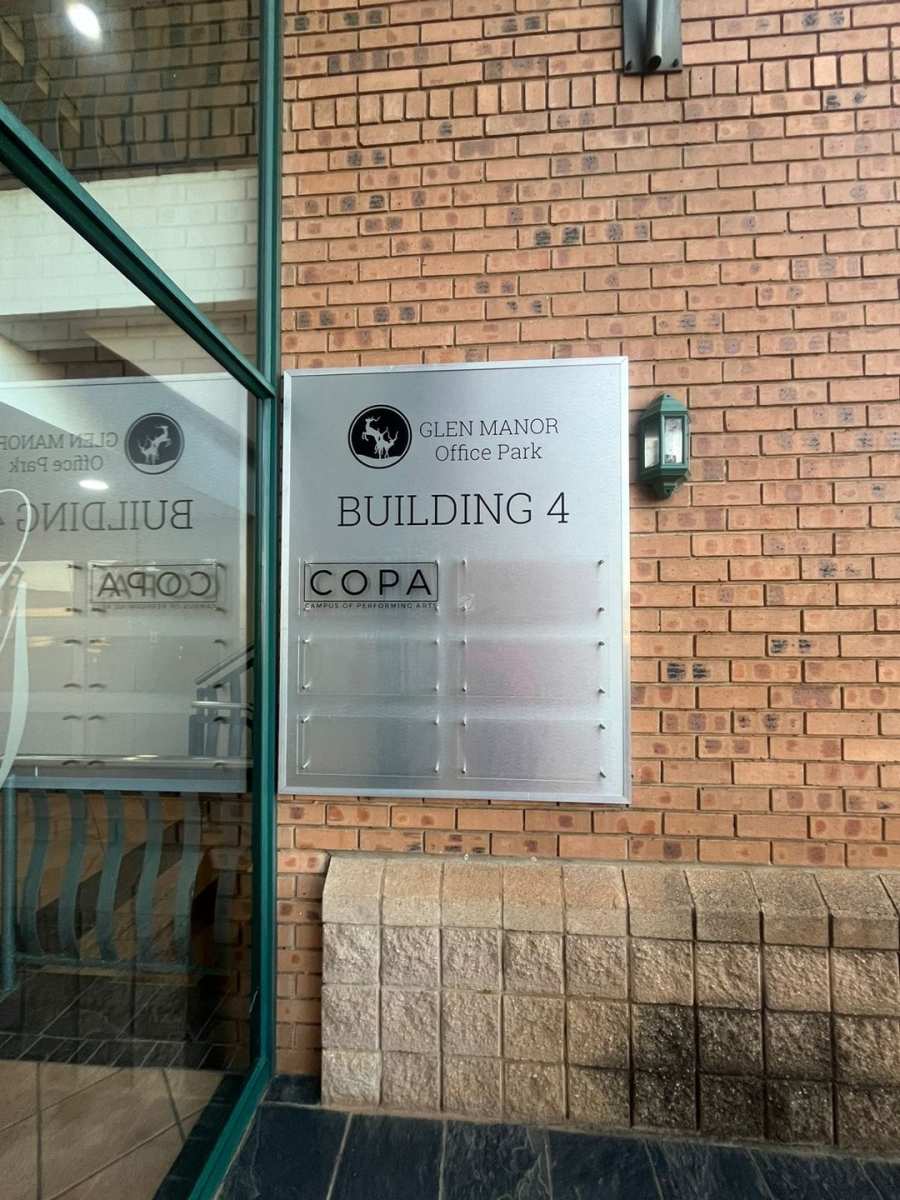 GLEN MANOR
Office Park
BUILDING 4
COPA
CAMPUS OF PERFORMING ARTS